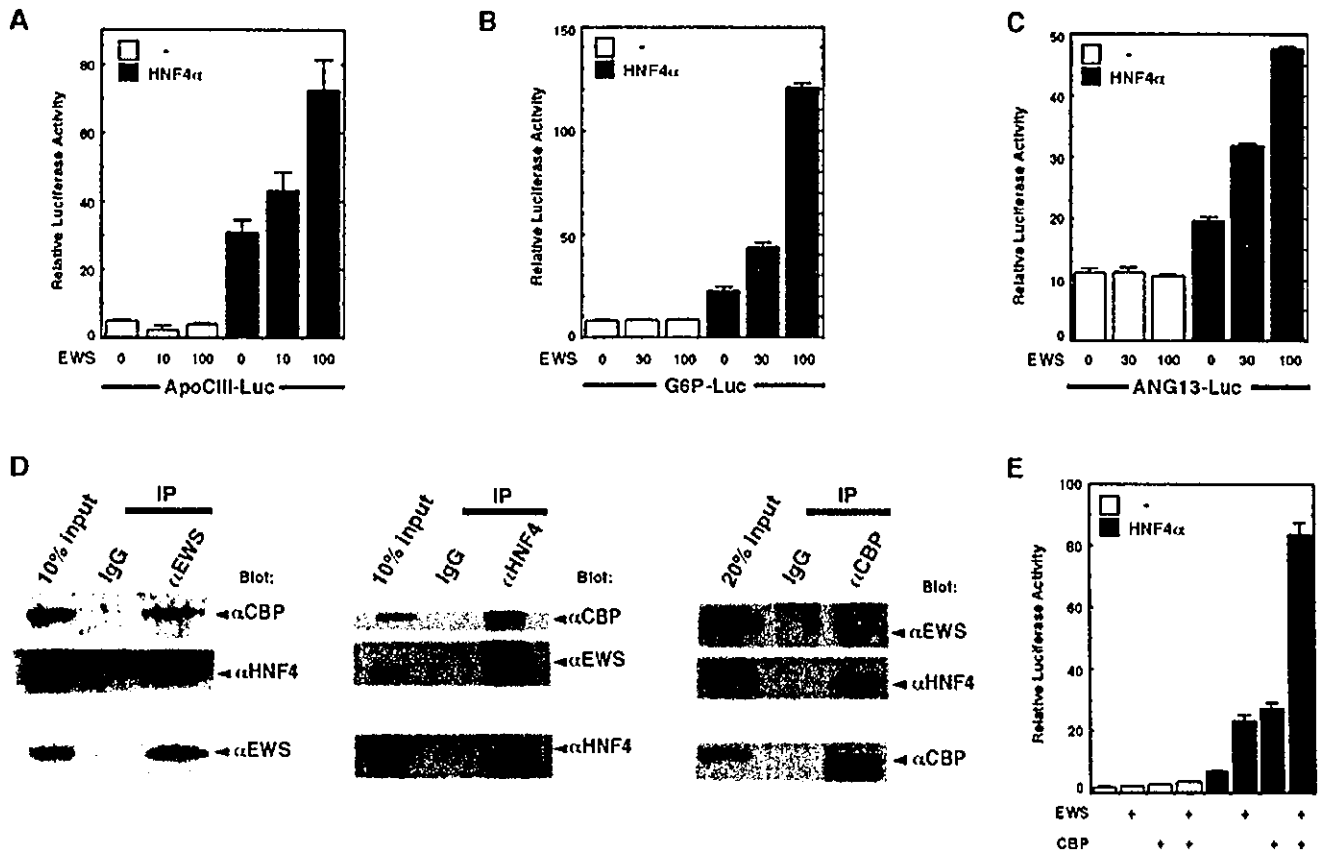 A
Relative Luciferase Activity
80
60
40
20
0
-
HNF4α
EWS 0 10 100 0 10 100
ApoCIII-Luc
B
Relative Luciferase Activity
150
100
50
0
-
HNF4α
EWS 0 30 100 0 30 100
G6P-Luc
C
Relative Luciferase Activity
50
40
30
20
10
0
-
HNF4α
EWS 0 30 100 0 30 100
ANG13-Luc
D
IP
10% Input IgG αEWS
Blot:
αCBP
αHNF4
αEWS
IP
10% Input IgG αHNF4
Blot:
αCBP
αEWS
αHNF4
IP
20% Input IgG αCBP
Blot:
αEWS
αHNF4
αCBP
E
Relative Luciferase Activity
100
80
60
40
20
0
-
HNF4α
EWS + + + +
CBP + + + +